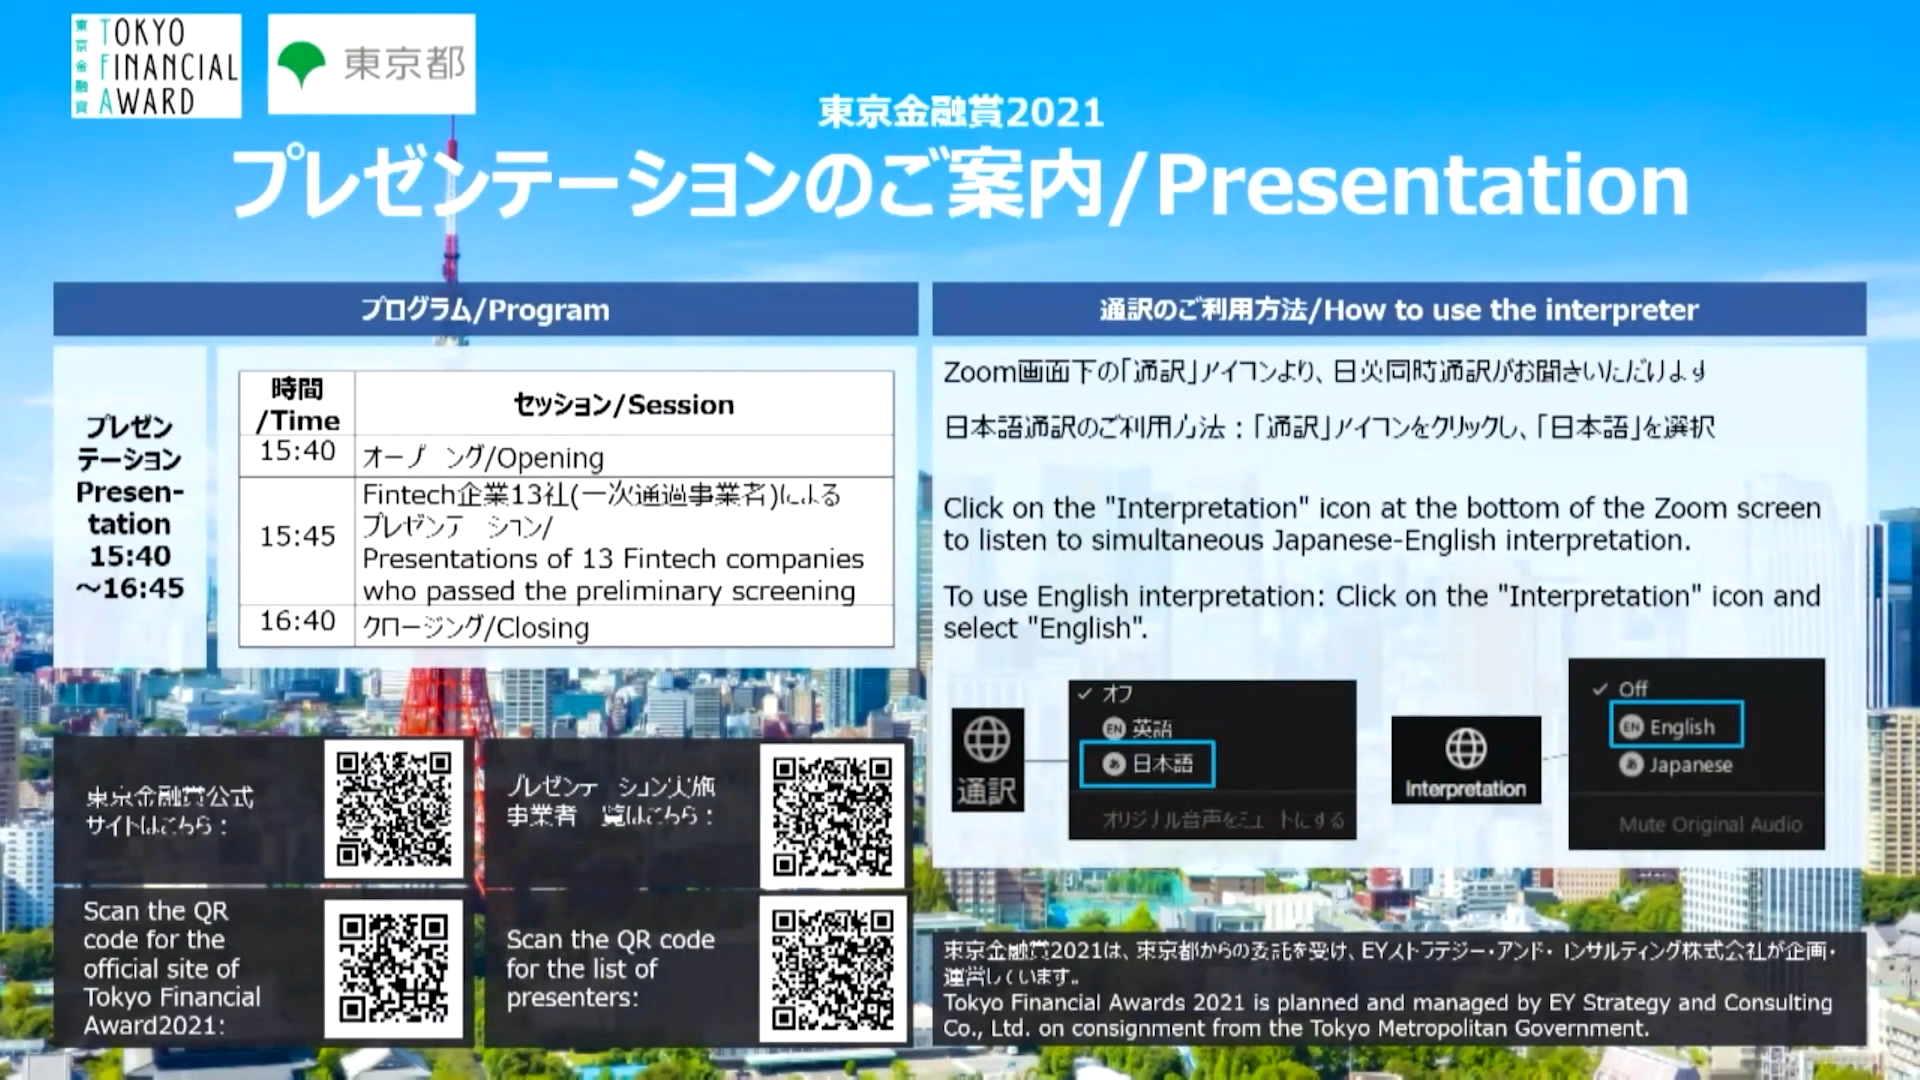 東京金融賞
TOKYO
FINANCIAL
AWARD
東京都
東京金融賞2021
プレゼンテーションのご案内/Presentation
プログラム/Program
プレゼン
テーション
Presen-
tation
15:40
～16:45
時間
/Time
セッション/Session
15:40
オープニング/Opening
15:45
Fintech企業13社(一次通過事業者)による
プレゼンテーション/
Presentations of 13 Fintech companies
who passed the preliminary screening
16:40
クロージング/Closing
通訳のご利用方法/How to use the interpreter
Zoom画面下の「通訳」アイコンより、日英同時通訳がお聞きいただけます
日本語通訳のご利用方法：「通訳」アイコンをクリックし、「日本語」を選択
Click on the "Interpretation" icon at the bottom of the Zoom screen
to listen to simultaneous Japanese-English interpretation.
To use English interpretation: Click on the "Interpretation" icon and
select "English".
通訳
✓ オフ
EN 英語
あ 日本語
オリジナル音声をミュートにする
Interpretation
✓ Off
EN English
あ Japanese
Mute Original Audio
東京金融賞公式
サイトはこちら：
プレゼンテーション実施
事業者一覧はこちら：
Scan the QR
code for the
official site of
Tokyo Financial
Award2021:
Scan the QR code
for the list of
presenters:
東京金融賞2021は、東京都からの委託を受け、EYストラテジー・アンド・コンサルティング株式会社が企画・
運営しています。
Tokyo Financial Awards 2021 is planned and managed by EY Strategy and Consulting
Co., Ltd. on consignment from the Tokyo Metropolitan Government.